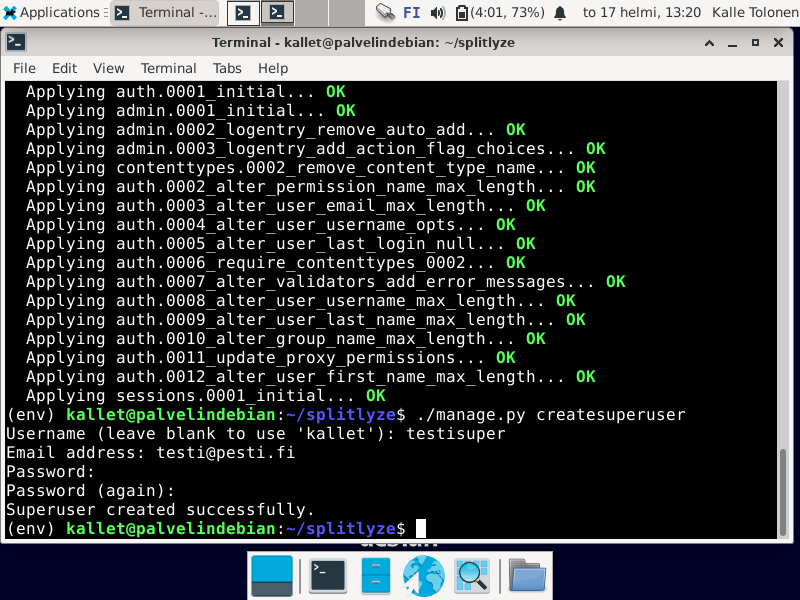 Applications Terminal -... FI (4:01, 73%) to 17 helmi, 13:20 Kalle Tolonen
Terminal - kallet@palvelindebian: ~/splitlyze
File Edit View Terminal Tabs Help
Applying auth.0001_initial... OK
Applying admin.0001_initial... OK
Applying admin.0002_logentry_remove_auto_add... OK
Applying admin.0003_logentry_add_action_flag_choices... OK
Applying contenttypes.0002_remove_content_type_name... OK
Applying auth.0002_alter_permission_name_max_length... OK
Applying auth.0003_alter_user_email_max_length... OK
Applying auth.0004_alter_user_username_opts... OK
Applying auth.0005_alter_user_last_login_null... OK
Applying auth.0006_require_contenttypes_0002... OK
Applying auth.0007_alter_validators_add_error_messages... OK
Applying auth.0008_alter_user_username_max_length... OK
Applying auth.0009_alter_user_last_name_max_length... OK
Applying auth.0010_alter_group_name_max_length... OK
Applying auth.0011_update_proxy_permissions... OK
Applying auth.0012_alter_user_first_name_max_length... OK
Applying sessions.0001_initial... OK
(env) kallet@palvelindebian:~/splitlyze$ ./manage.py createsuperuser
Username (leave blank to use 'kallet'): testisuper
Email address: testi@pesti.fi
Password:
Password (again):
Superuser created successfully.
(env) kallet@palvelindebian:~/splitlyze$